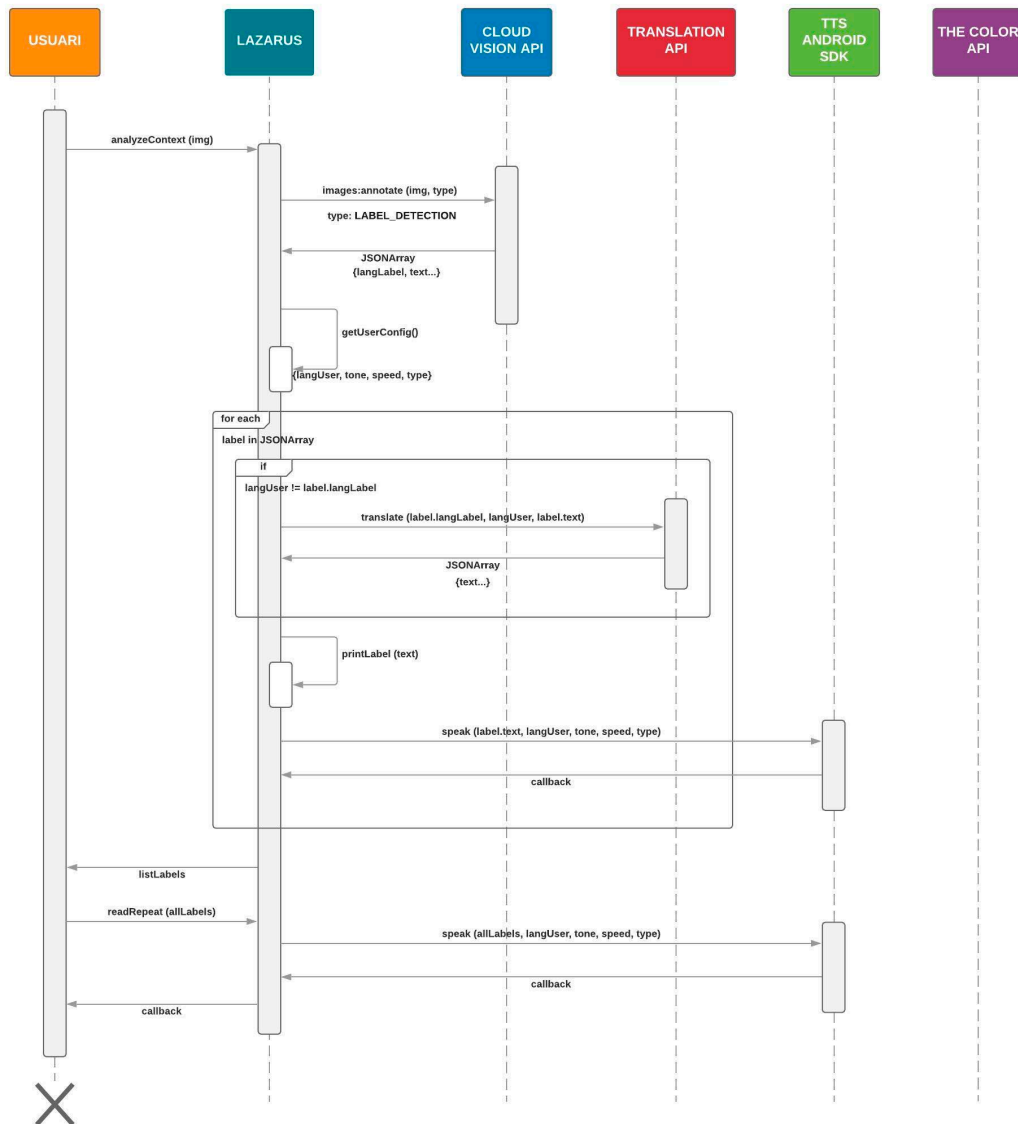 USUARI
LAZARUS
CLOUD
VISION API
TRANSLATION
API
TTS
ANDROID
SDK
THE COLOR
API
analyzeContext (img)
images:annotate (img, type)
type: LABEL_DETECTION
JSONArray
{langLabel, text...}
getUserConfig()
{langUser, tone, speed, type}
for each
label in JSONArray
if
langUser != label.langLabel
translate (label.langLabel, langUser, label.text)
JSONArray
{text...}
printLabel (text)
speak (label.text, langUser, tone, speed, type)
callback
listLabels
readRepeat (allLabels)
speak (allLabels, langUser, tone, speed, type)
callback
callback